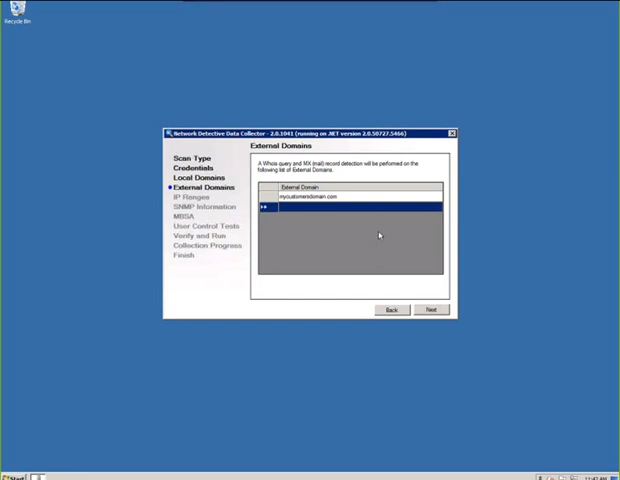 Recycle Bin
Network Detective Data Collector - 2.0.1041 (running on .NET version 2.0.50727.5466)
External Domains
Scan Type
Credentials
Local Domains
External Domains
IP Ranges
SNMP Information
MBSA
User Control Tests
Verify and Run
Collection Progress
Finish
A Whois query and MX (mail) record detection will be performed on the
following list of External Domains.
External Domain
mycustomersdomain.com
Back
Next
Start
11:42 AM